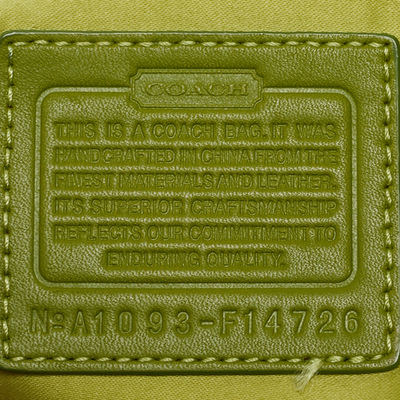 COACH
THIS IS A COACH BAG. IT WAS
HANDCRAFTED IN CHINA FROM THE
FINEST MATERIALS AND LEATHER.
ITS SUPERIOR CRAFTSMANSHIP
REFLECTS OUR COMMITMENT TO
ENDURING QUALITY.
No A1093-F14726